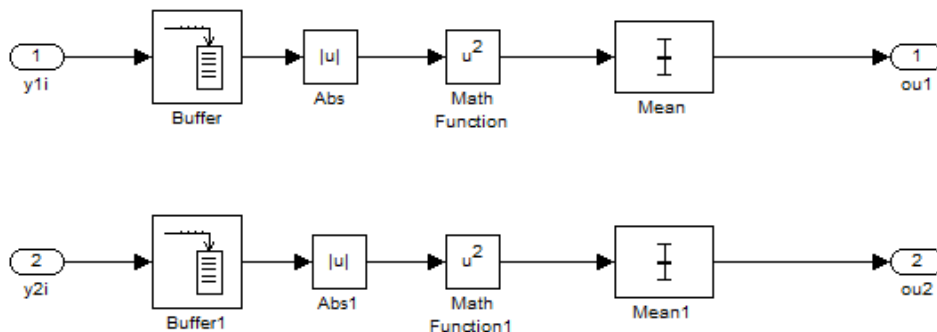 1
y1i
Buffer
|u|
Abs
u²
Math
Function
Mean
1
ou1
2
y2i
Buffer1
|u|
Abs1
u²
Math
Function1
Mean1
2
ou2